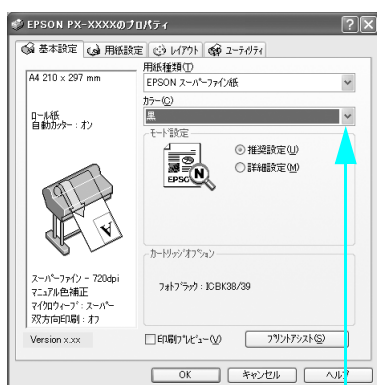 EPSON PX-XXXXのプロパティ
基本設定 用紙設定 レイアウト ユーティリティ
A4 210 x 297 mm
ロール紙
自動カッター : オン
スーパーファイン - 720dpi
マニュアル色補正
マイクロウィーブ : スーパー
双方向印刷 : オフ
Version x.xx
用紙種類(T)
EPSON スーパーファイン紙
カラー(C)
黒
モード設定
EPSO N
推奨設定(U)
詳細設定(M)
カートリッジオプション
フォトブラック : ICBK38/39
印刷プレビュー(V)
プリントアシスト(S)
OK キャンセル ヘルプ